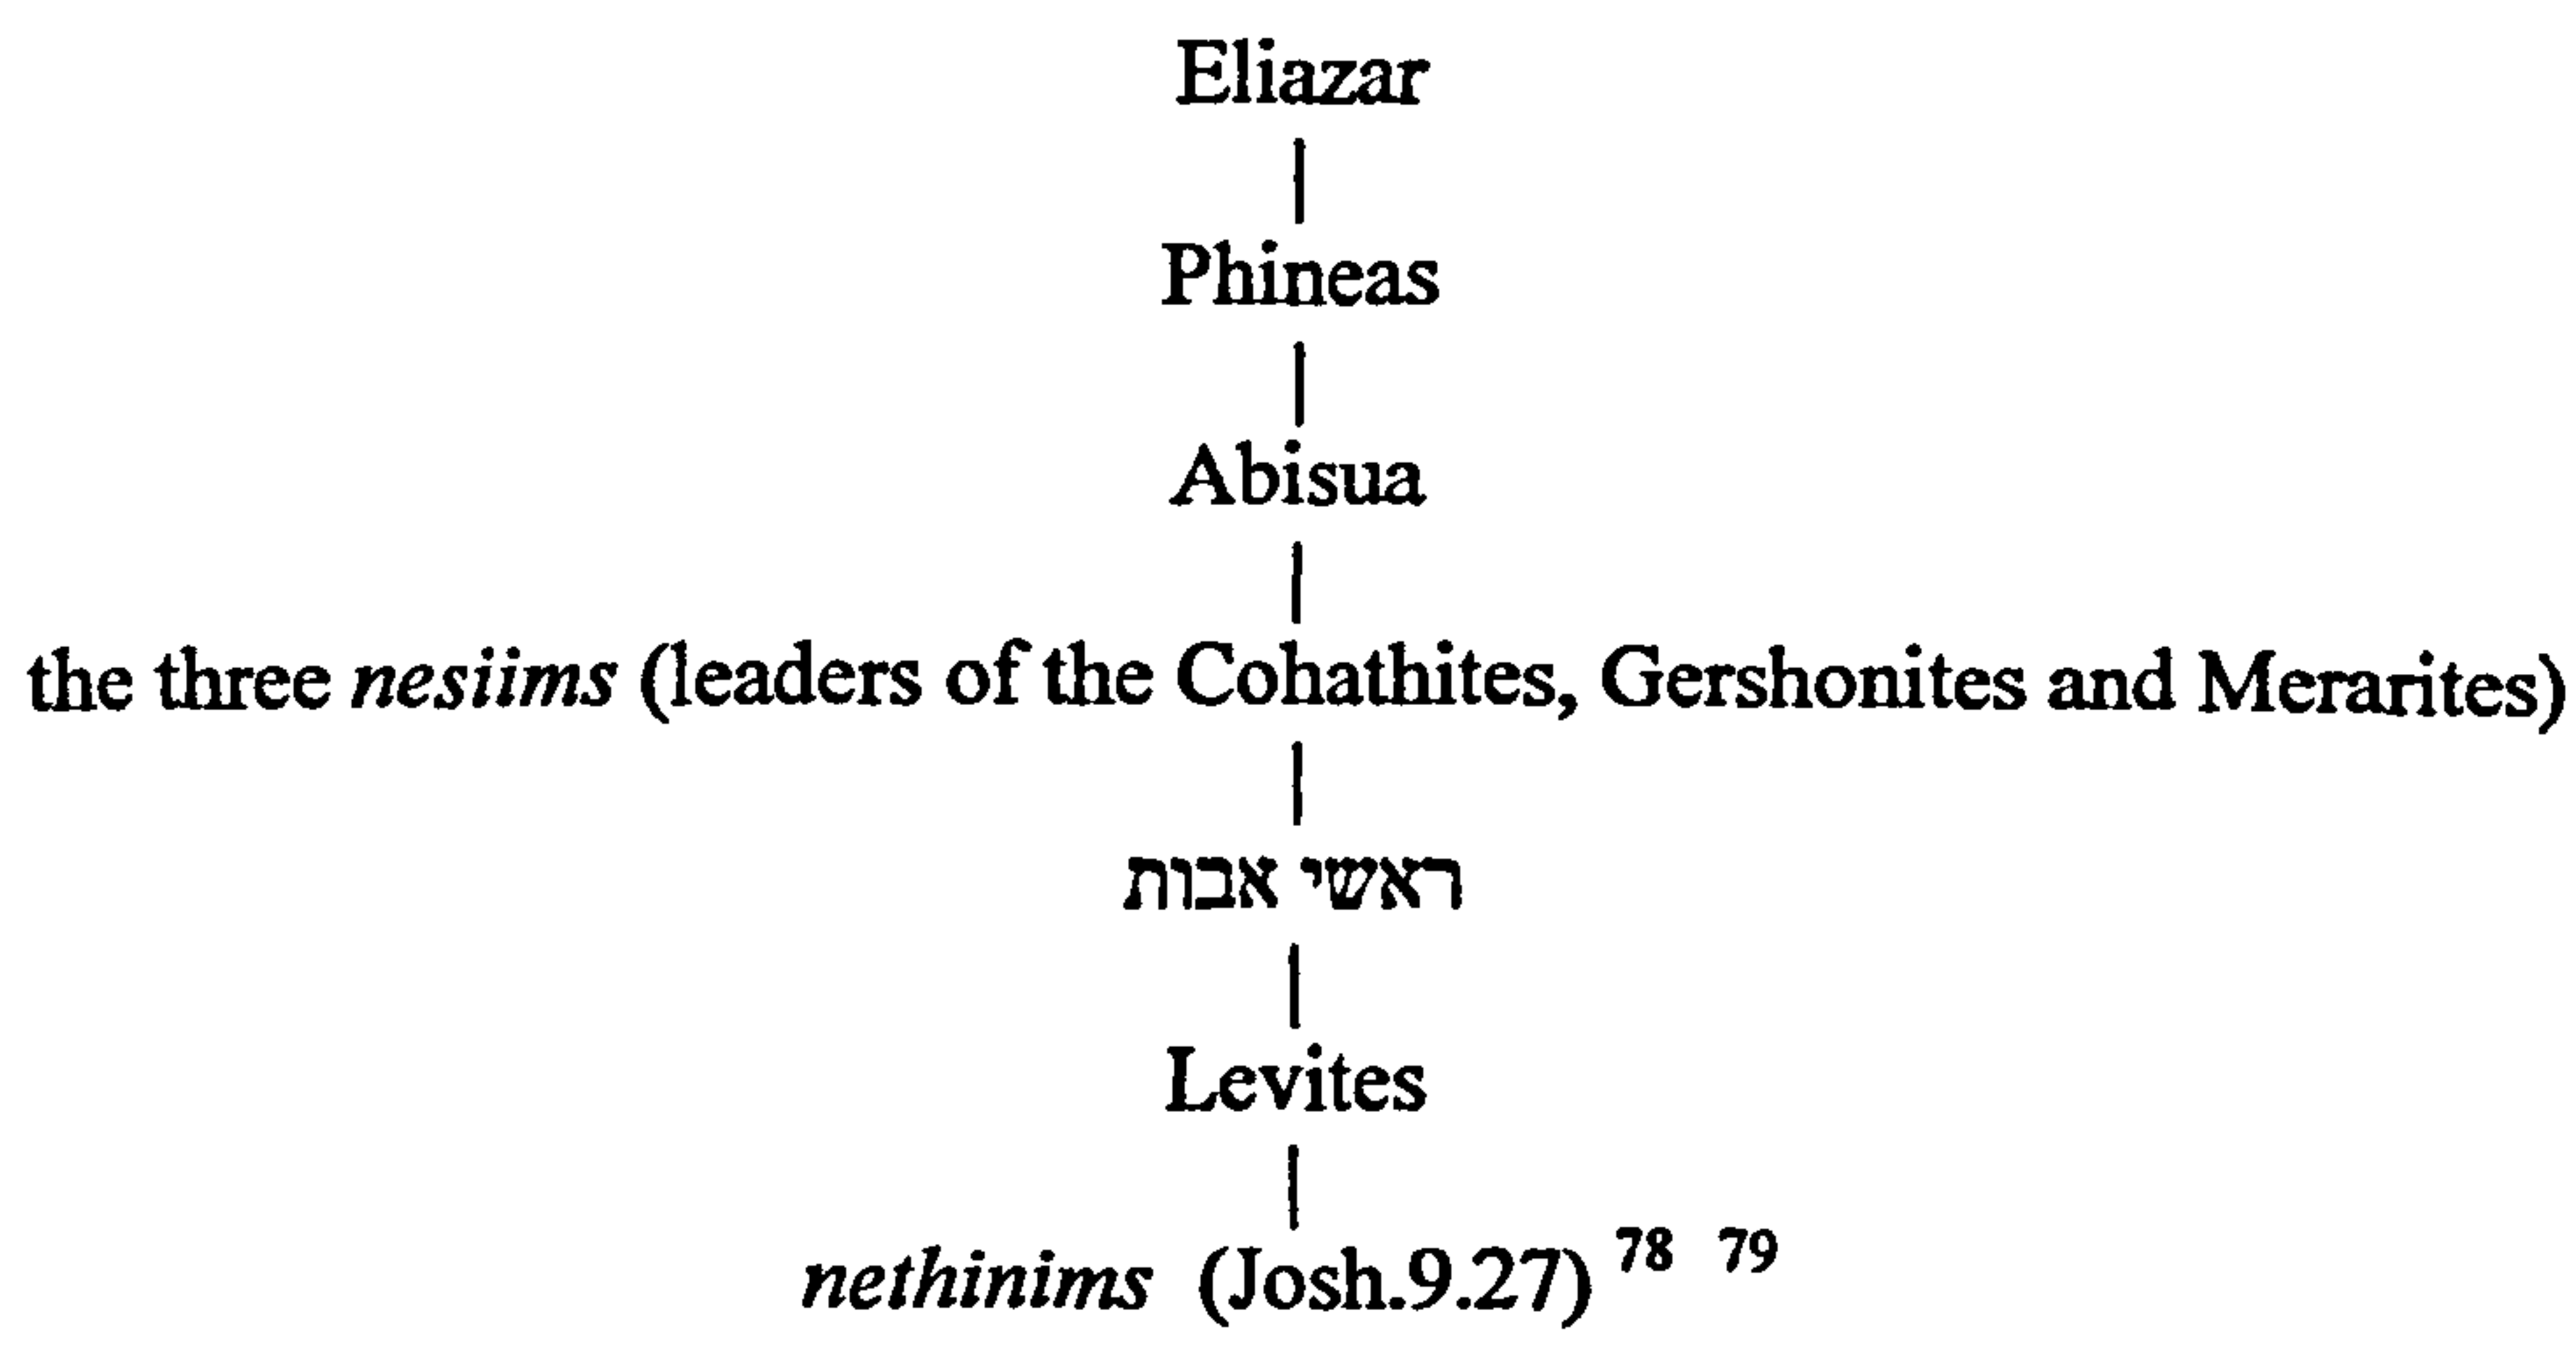 Eliazar
Phineas
Abisua
the three nesiims (leaders of the Cohathites, Gershonites and Merarites)
ראשי אבות
Levites
nethinims (Josh.9.27) 78 79